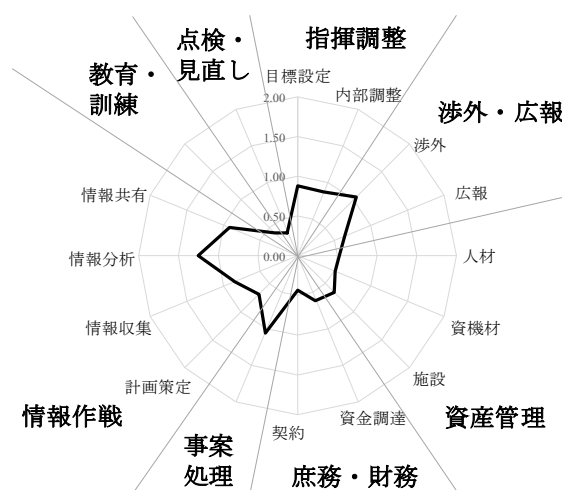 点検・
見直し
指揮調整
教育・
訓練
目標設定
内部調整
渉外・広報
渉外
広報
人材
資機材
施設
資産管理
資金調達
庶務・財務
契約
事案
処理
計画策定
情報作戦
情報収集
情報分析
情報共有
2.00
1.50
1.00
0.50
0.00